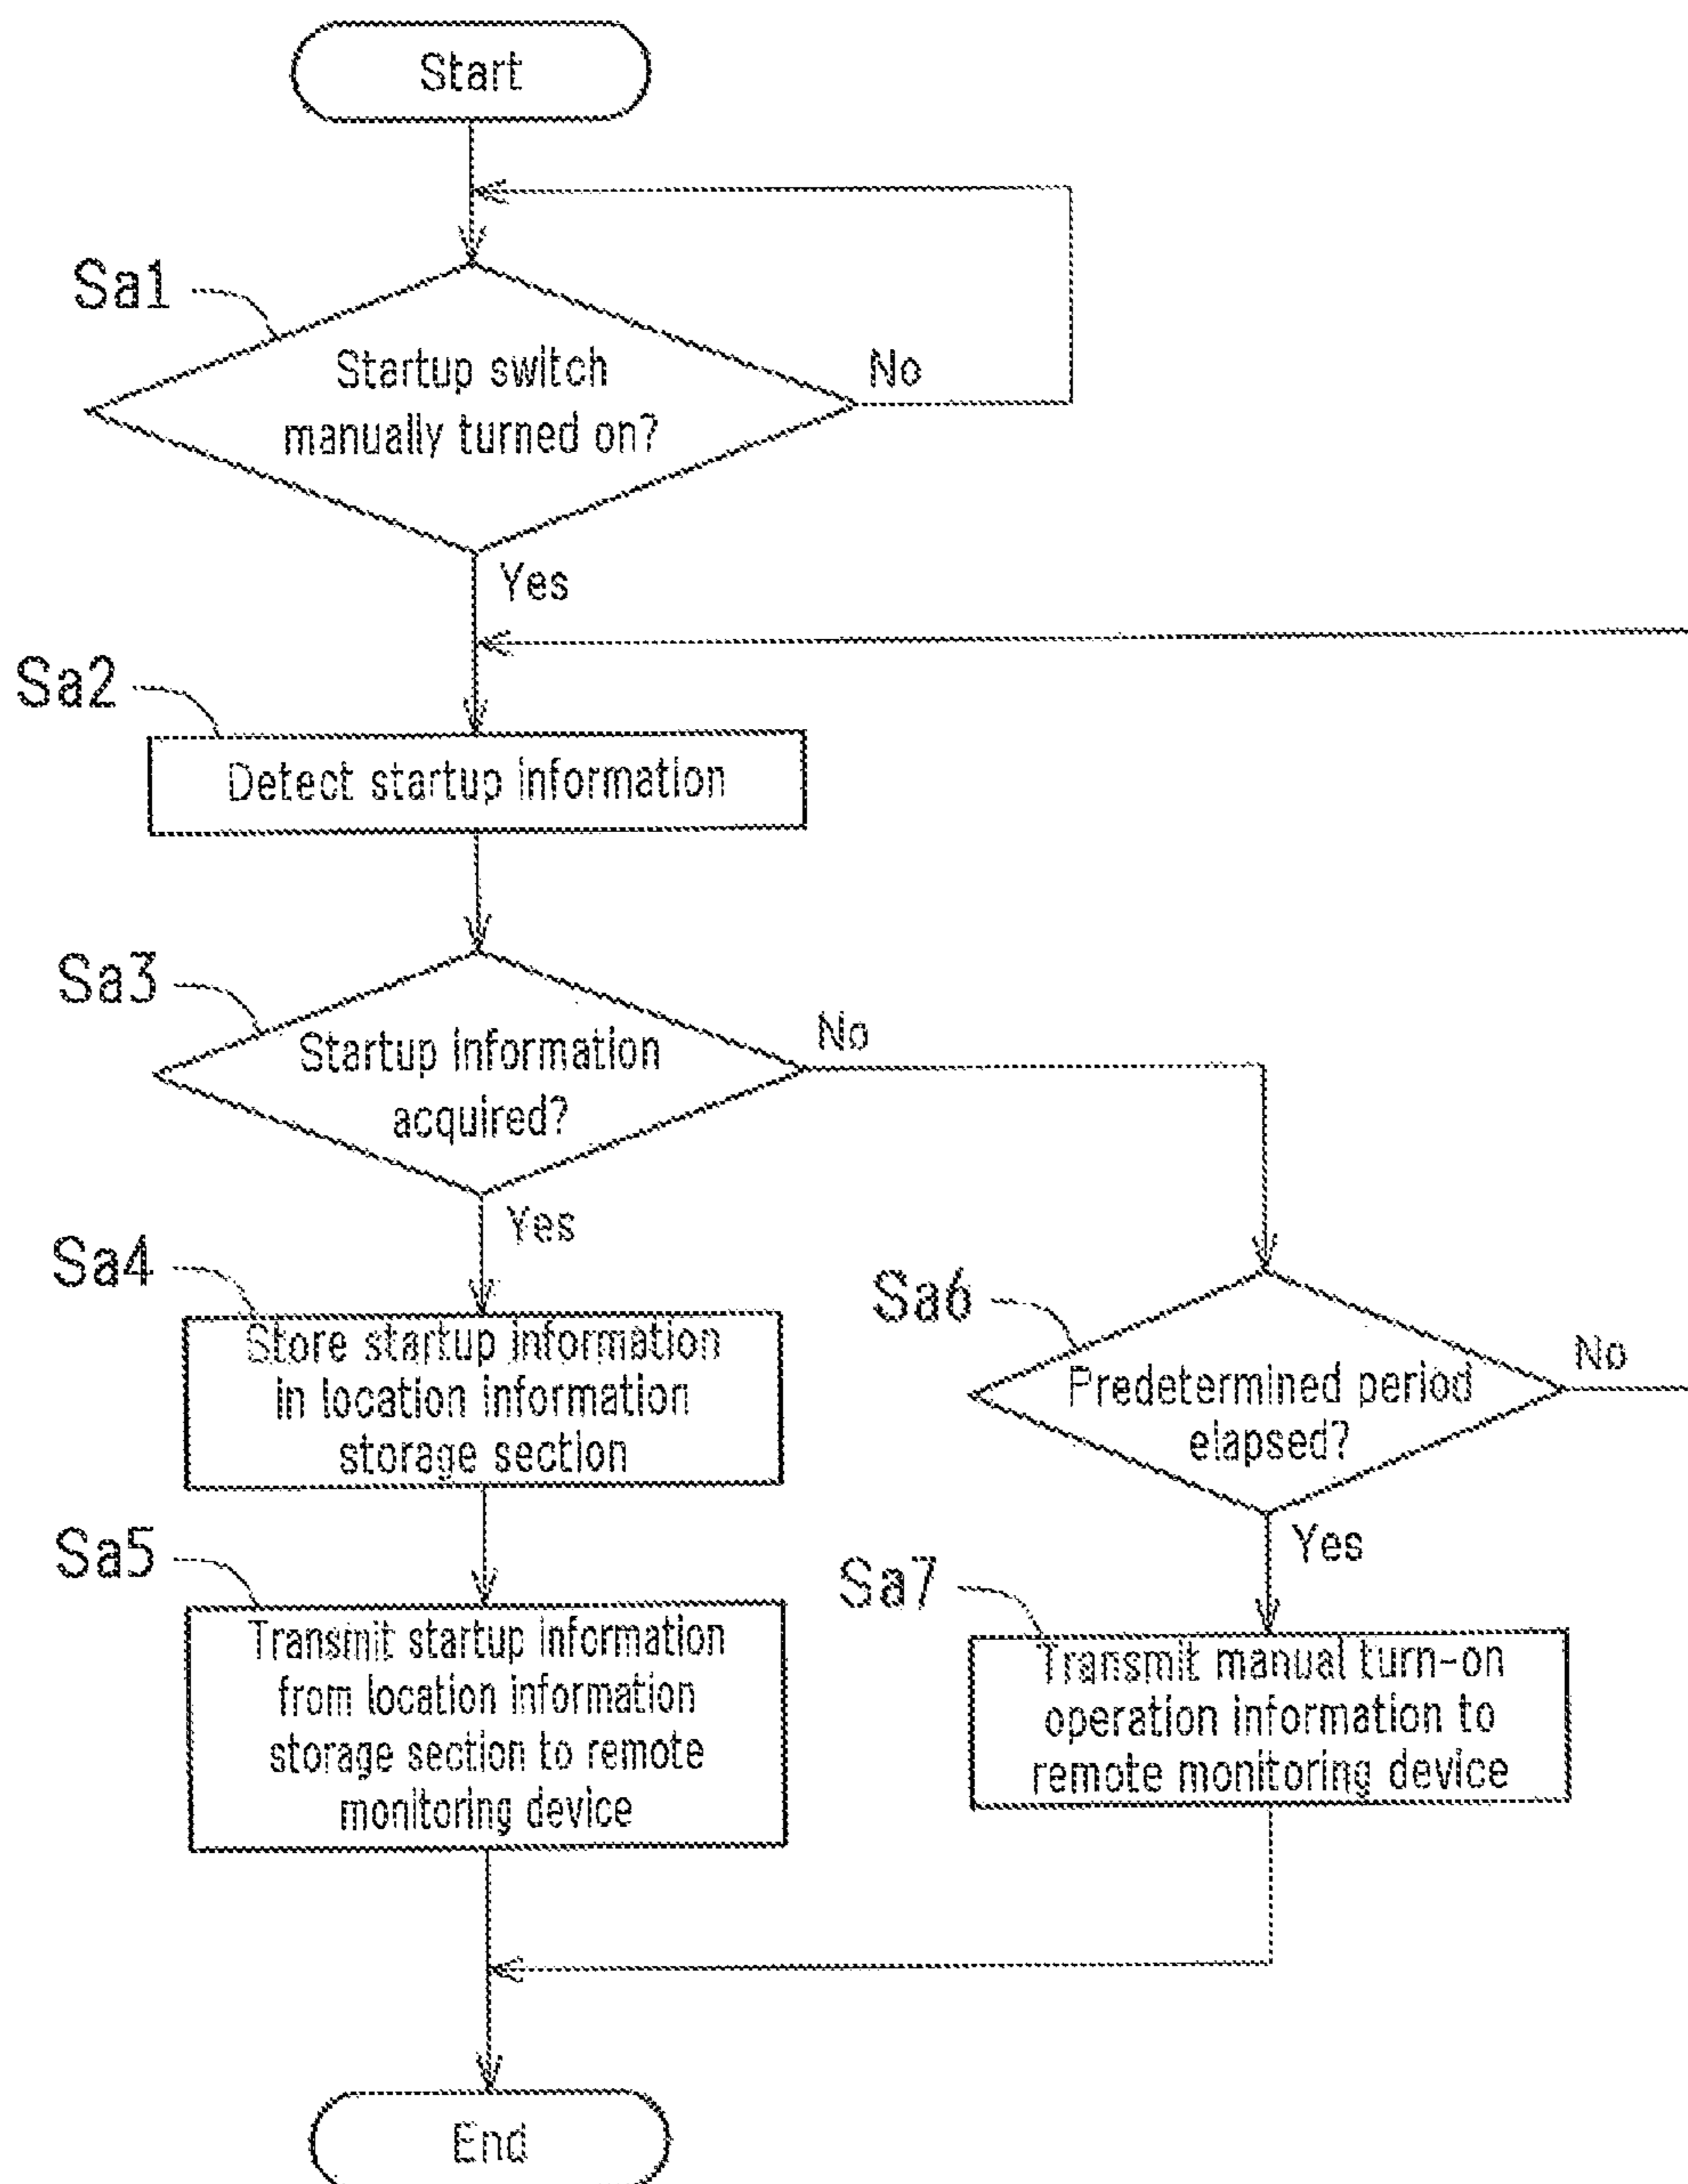 Start
Sa1
Startup switch
manually turned on?
No
Yes
Sa2
Detect startup information
Sa3
Startup information
acquired?
No
Yes
Sa4
Store startup information
in location information
storage section
Sa6
Predetermined period
elapsed?
No
Yes
Sa5
Transmit startup information
from location information
storage section to remote
monitoring device
Sa7
Transmit manual turn-on
operation information to
remote monitoring device
End